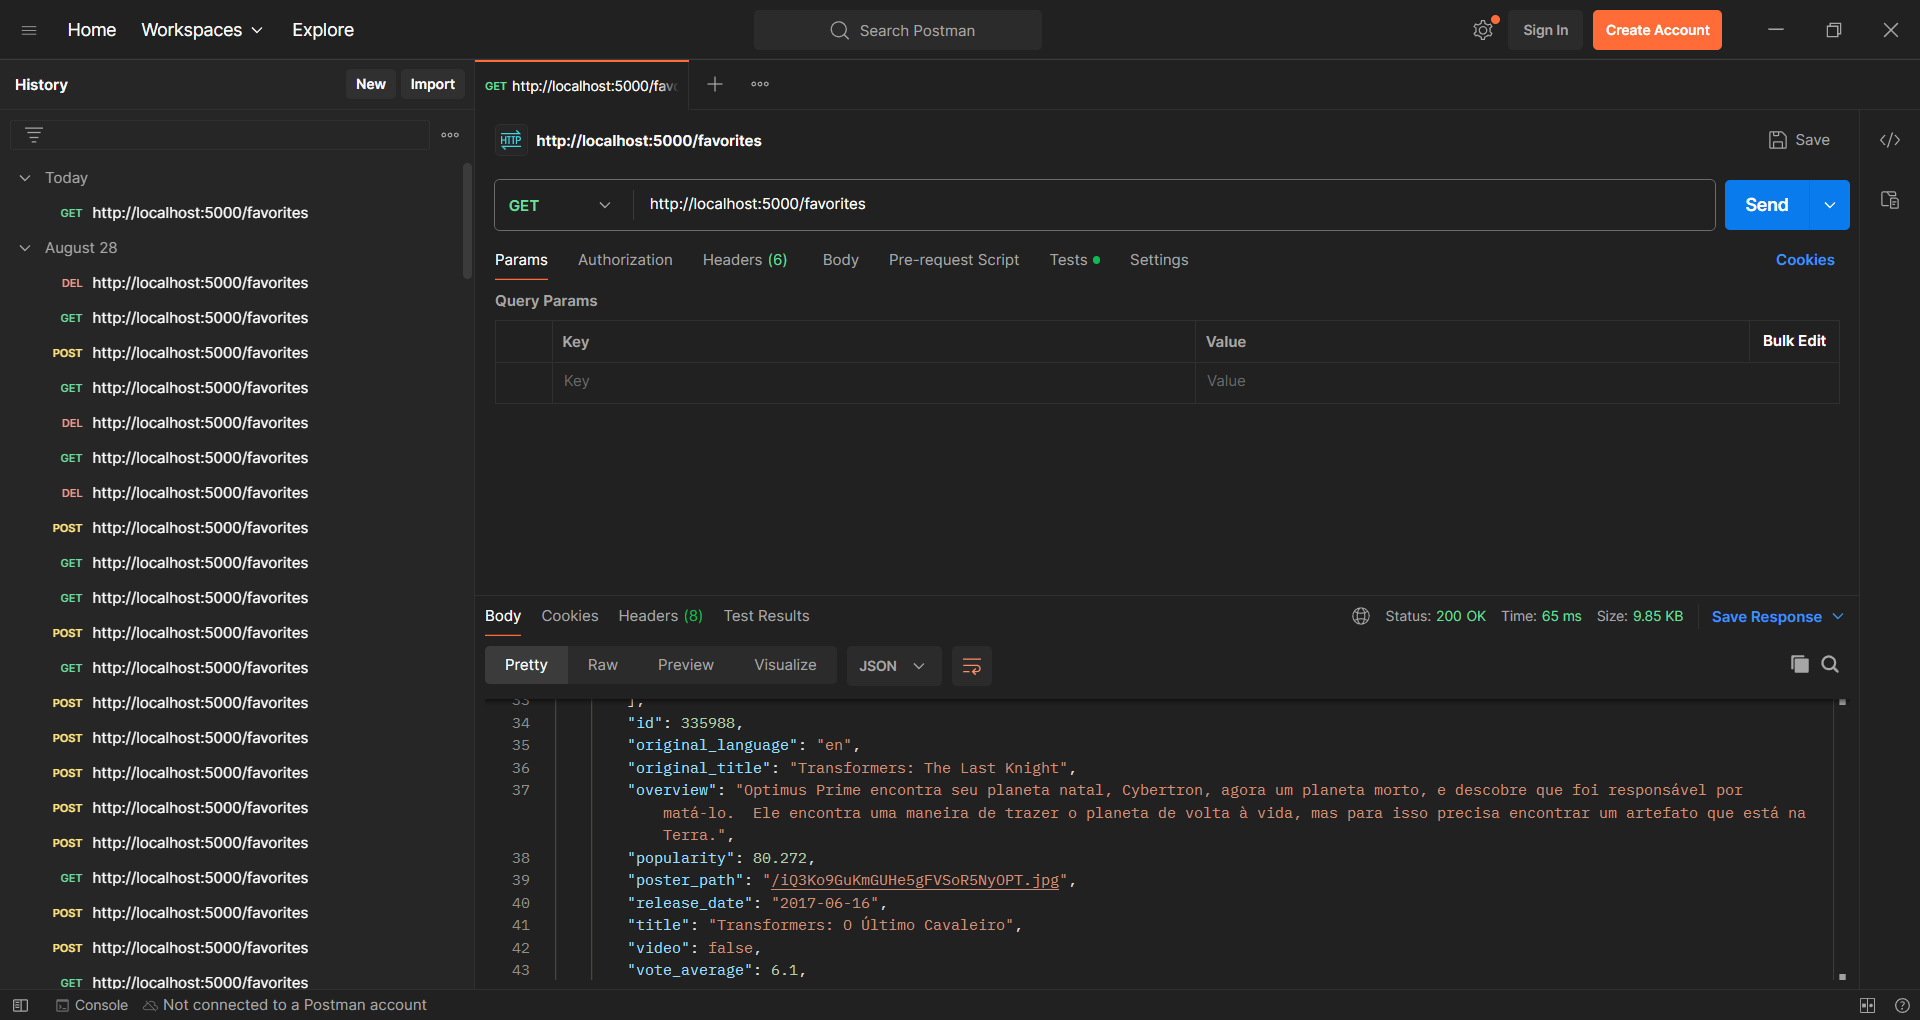 Home Workspaces Explore Search Postman Sign In Create Account
History New Import GET http://localhost:5000/fav
HTTP http://localhost:5000/favorites Save
Today
GET http://localhost:5000/favorites
August 28
DEL http://localhost:5000/favorites
GET http://localhost:5000/favorites
POST http://localhost:5000/favorites
GET http://localhost:5000/favorites
DEL http://localhost:5000/favorites
GET http://localhost:5000/favorites
DEL http://localhost:5000/favorites
POST http://localhost:5000/favorites
GET http://localhost:5000/favorites
GET http://localhost:5000/favorites
POST http://localhost:5000/favorites
GET http://localhost:5000/favorites
POST http://localhost:5000/favorites
POST http://localhost:5000/favorites
POST http://localhost:5000/favorites
POST http://localhost:5000/favorites
POST http://localhost:5000/favorites
GET http://localhost:5000/favorites
POST http://localhost:5000/favorites
POST http://localhost:5000/favorites
GET http://localhost:5000/favorites
GET http://localhost:5000/favorites Send
Params Authorization Headers (6) Body Pre-request Script Tests Settings Cookies
Query Params
Key Value Bulk Edit
Key Value
Body Cookies Headers (8) Test Results Status: 200 OK Time: 65 ms Size: 9.85 KB Save Response
Pretty Raw Preview Visualize JSON
33 ],
34 "id": 335988,
35 "original_language": "en",
36 "original_title": "Transformers: The Last Knight",
37 "overview": "Optimus Prime encontra seu planeta natal, Cybertron, agora um planeta morto, e descobre que foi responsável por
matá-lo.  Ele encontra uma maneira de trazer o planeta de volta à vida, mas para isso precisa encontrar um artefato que está na
Terra.",
38 "popularity": 80.272,
39 "poster_path": "/iQ3Ko9GuKmGUHe5gFVSoR5NyOPT.jpg",
40 "release_date": "2017-06-16",
41 "title": "Transformers: O Último Cavaleiro",
42 "video": false,
43 "vote_average": 6.1,
Console Not connected to a Postman account